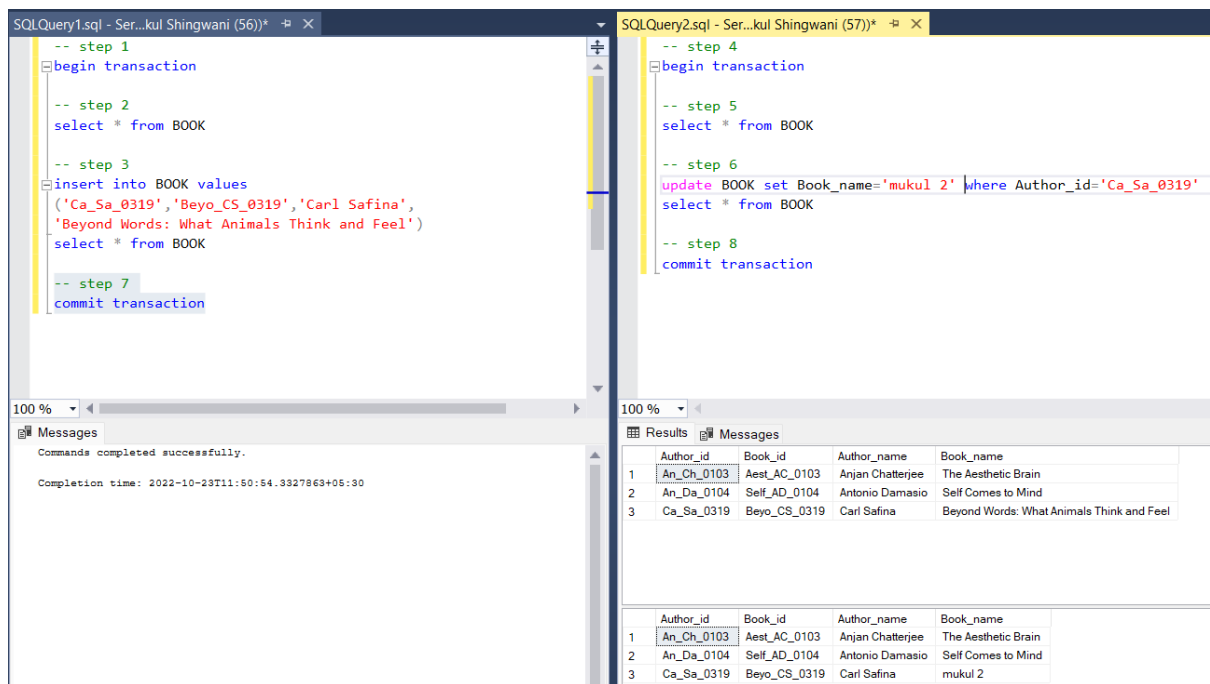 SQLQuery1.sql - Ser...kul Shingwani (56))*
-- step 1
begin transaction
-- step 2
select * from BOOK
-- step 3
insert into BOOK values
('Ca_Sa_0319','Beyo_CS_0319','Carl Safina',
'Beyond Words: What Animals Think and Feel')
select * from BOOK
-- step 7
commit transaction
100 %
Messages
Commands completed successfully.
Completion time: 2022-10-23T11:50:54.3327863+05:30
SQLQuery2.sql - Ser...kul Shingwani (57))*
-- step 4
begin transaction
-- step 5
select * from BOOK
-- step 6
update BOOK set Book_name='mukul 2' where Author_id='Ca_Sa_0319'
select * from BOOK
-- step 8
commit transaction
100 %
Results Messages
Author_id Book_id Author_name Book_name
1 An_Ch_0103 Aest_AC_0103 Anjan Chatterjee The Aesthetic Brain
2 An_Da_0104 Self_AD_0104 Antonio Damasio Self Comes to Mind
3 Ca_Sa_0319 Beyo_CS_0319 Carl Safina Beyond Words: What Animals Think and Feel
Author_id Book_id Author_name Book_name
1 An_Ch_0103 Aest_AC_0103 Anjan Chatterjee The Aesthetic Brain
2 An_Da_0104 Self_AD_0104 Antonio Damasio Self Comes to Mind
3 Ca_Sa_0319 Beyo_CS_0319 Carl Safina mukul 2